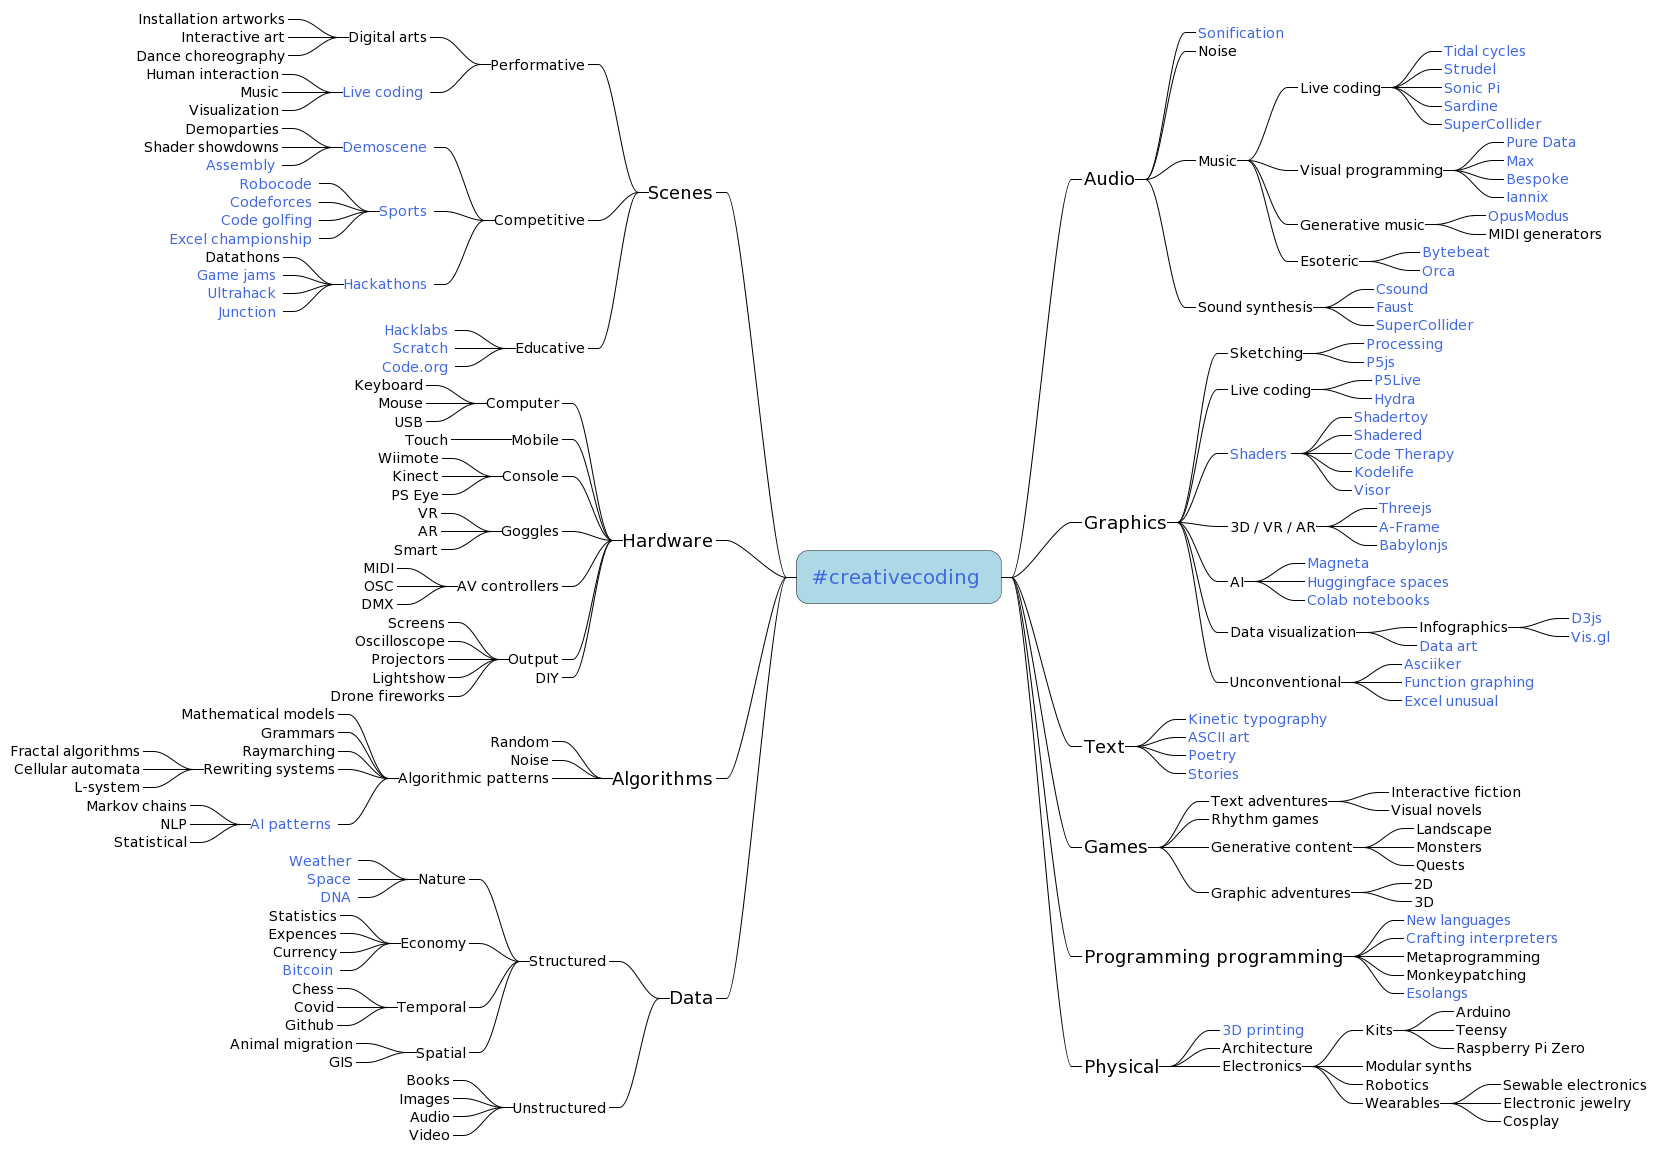 #creativecoding
Scenes
Performative
Digital arts
Installation artworks
Interactive art
Dance choreography
Live coding
Human interaction
Music
Visualization
Competitive
Demoscene
Demoparties
Shader showdowns
Assembly
Sports
Robocode
Codeforces
Code golfing
Excel championship
Hackathons
Datathons
Game jams
Ultrahack
Junction
Educative
Hacklabs
Scratch
Code.org
Hardware
Computer
Keyboard
Mouse
USB
Mobile
Touch
Console
Wiimote
Kinect
PS Eye
Goggles
VR
AR
Smart
AV controllers
MIDI
OSC
DMX
Output
Screens
Oscilloscope
Projectors
Lightshow
Drone fireworks
DIY
Algorithms
Random
Noise
Algorithmic patterns
Mathematical models
Grammars
Raymarching
Rewriting systems
Fractal algorithms
Cellular automata
L-system
AI patterns
Markov chains
NLP
Statistical
Data
Structured
Nature
Weather
Space
DNA
Economy
Statistics
Expences
Currency
Bitcoin
Temporal
Chess
Covid
Github
Spatial
Animal migration
GIS
Unstructured
Books
Images
Audio
Video
Audio
Sonification
Noise
Music
Live coding
Tidal cycles
Strudel
Sonic Pi
Sardine
SuperCollider
Visual programming
Pure Data
Max
Bespoke
Iannix
Generative music
OpusModus
MIDI generators
Esoteric
Bytebeat
Orca
Sound synthesis
Csound
Faust
SuperCollider
Graphics
Sketching
Processing
P5js
Live coding
P5Live
Hydra
Shaders
Shadertoy
Shadered
Code Therapy
Kodelife
Visor
3D / VR / AR
Threejs
A-Frame
Babylonjs
AI
Magneta
Huggingface spaces
Colab notebooks
Data visualization
Infographics
D3js
Vis.gl
Data art
Unconventional
Asciiker
Function graphing
Excel unusual
Text
Kinetic typography
ASCII art
Poetry
Stories
Games
Text adventures
Interactive fiction
Visual novels
Rhythm games
Generative content
Landscape
Monsters
Quests
Graphic adventures
2D
3D
Programming programming
New languages
Crafting interpreters
Metaprogramming
Monkeypatching
Esolangs
Physical
3D printing
Architecture
Electronics
Kits
Arduino
Teensy
Raspberry Pi Zero
Modular synths
Robotics
Wearables
Sewable electronics
Electronic jewelry
Cosplay